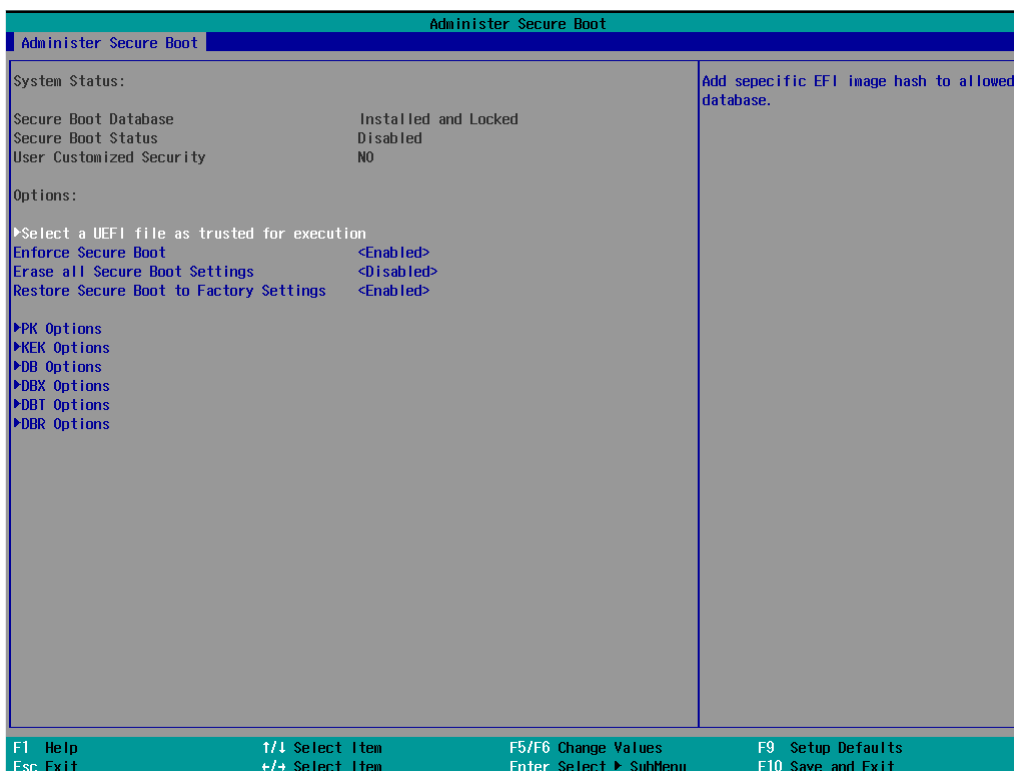 Administer Secure Boot
Administer Secure Boot
System Status:
Secure Boot Database Installed and Locked
Secure Boot Status Disabled
User Customized Security NO
Options:
▶Select a UEFI file as trusted for execution
Enforce Secure Boot <Enabled>
Erase all Secure Boot Settings <Disabled>
Restore Secure Boot to Factory Settings <Enabled>
▶PK Options
▶KEK Options
▶DB Options
▶DBX Options
▶DBT Options
▶DBR Options
Add sepecific EFI image hash to allowed
database.
F1 Help ↑/↓ Select Item F5/F6 Change Values F9 Setup Defaults
Esc Exit ←/→ Select Item Enter Select ▶ SubMenu F10 Save and Exit